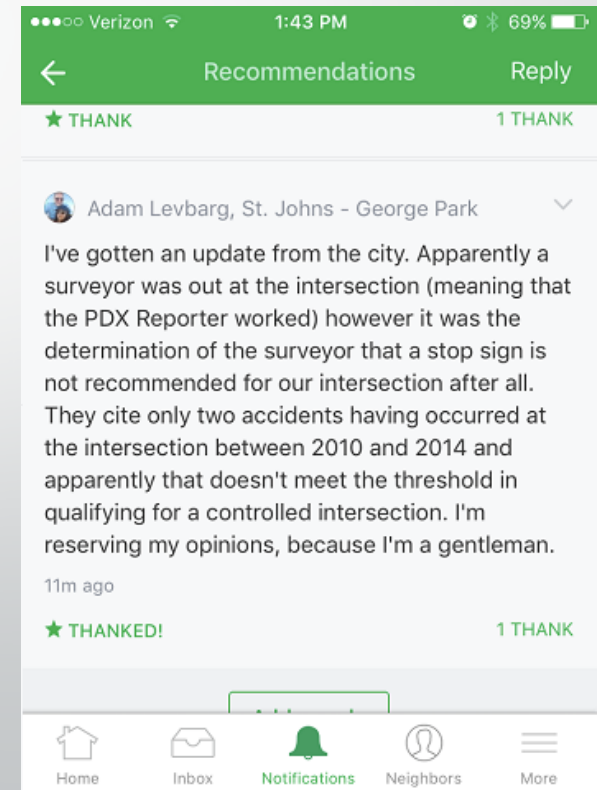 Verizon 1:43 PM 69%
Recommendations Reply
★ THANK 1 THANK
Adam Levbarg, St. Johns - George Park
I've gotten an update from the city. Apparently a
surveyor was out at the intersection (meaning that
the PDX Reporter worked) however it was the
determination of the surveyor that a stop sign is
not recommended for our intersection after all.
They cite only two accidents having occurred at
the intersection between 2010 and 2014 and
apparently that doesn't meet the threshold in
qualifying for a controlled intersection. I'm
reserving my opinions, because I'm a gentleman.
11m ago
★ THANKED! 1 THANK
Home Inbox Notifications Neighbors More